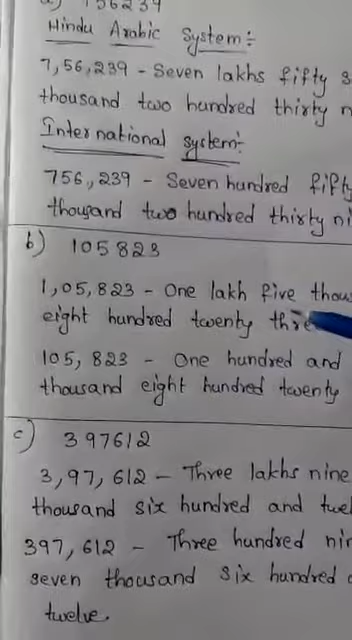 a) 756239
Hindu Arabic System:-
7,56,239 - Seven lakhs fifty
thousand two hundred thirty
International system:-
756,239 - Seven hundred fifty
thousand two hundred thirty
b) 105823
1,05,823 - One lakh five
eight hundred twenty three
105,823 - One hundred and
thousand eight hundred twenty
c) 397612
3,97,612 - Three lakhs nine
thousand six hundred and
397,612 - Three hundred
seven thousand six hundred
twelve.